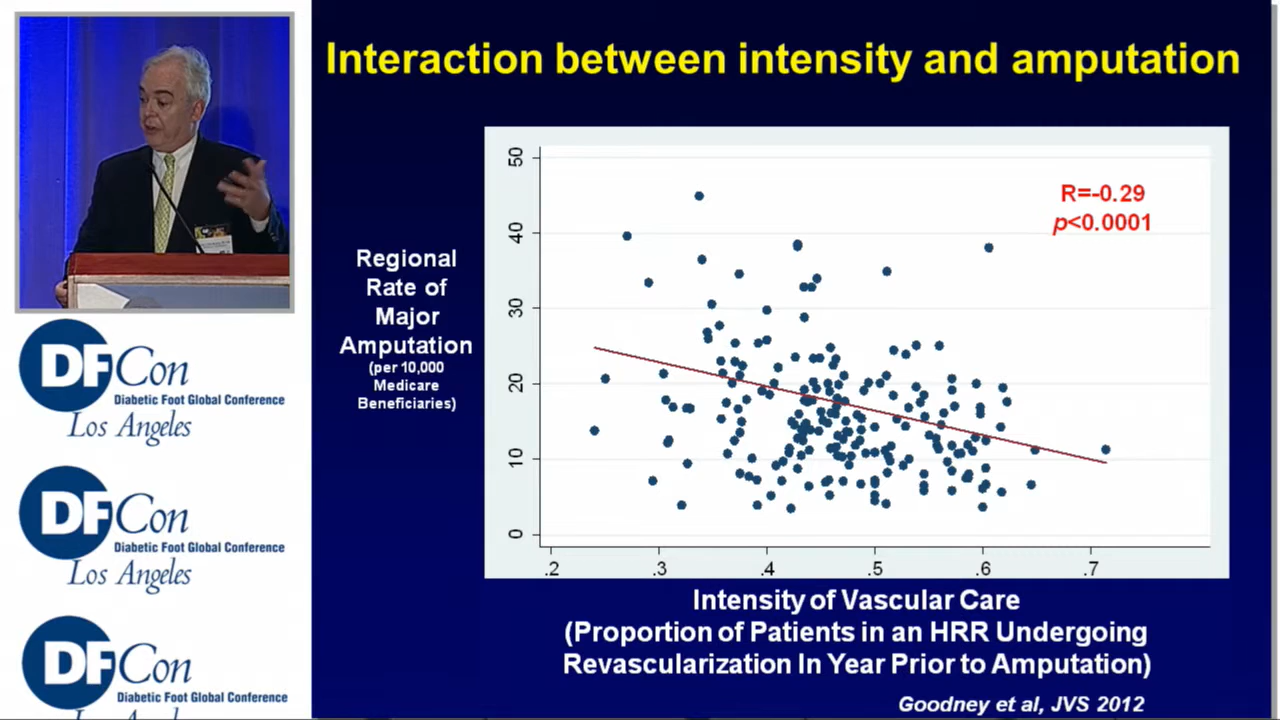 Interaction between intensity and amputation
R=-0.29
p<0.0001
Regional
Rate of
Major
Amputation
(per 10,000
Medicare
Beneficiaries)
50
40
30
20
10
0
.2 .3 .4 .5 .6 .7
Intensity of Vascular Care
(Proportion of Patients in an HRR Undergoing
Revascularization In Year Prior to Amputation)
Goodney et al, JVS 2012
DFCon
Diabetic Foot Global Conference
Los Angeles
DFCon
Diabetic Foot Global Conference
Los Angeles
DFCon
Diabetic Foot Global Conference